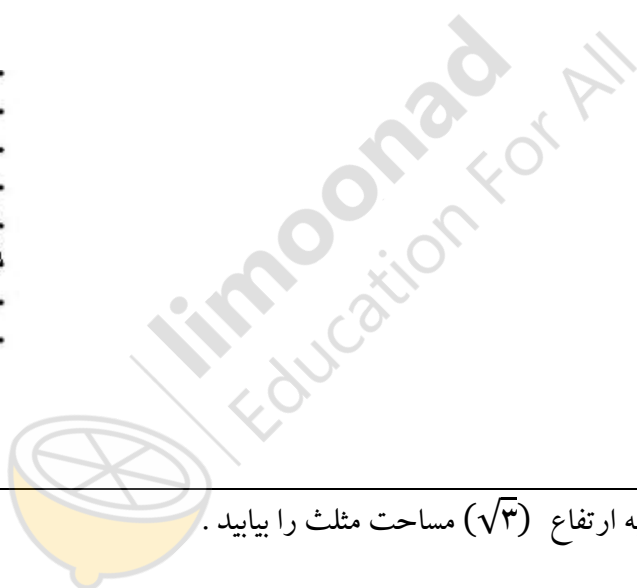 limoonad
Education For All
ه ارتفاع (√۳) مساحت مثلث را بیابید .